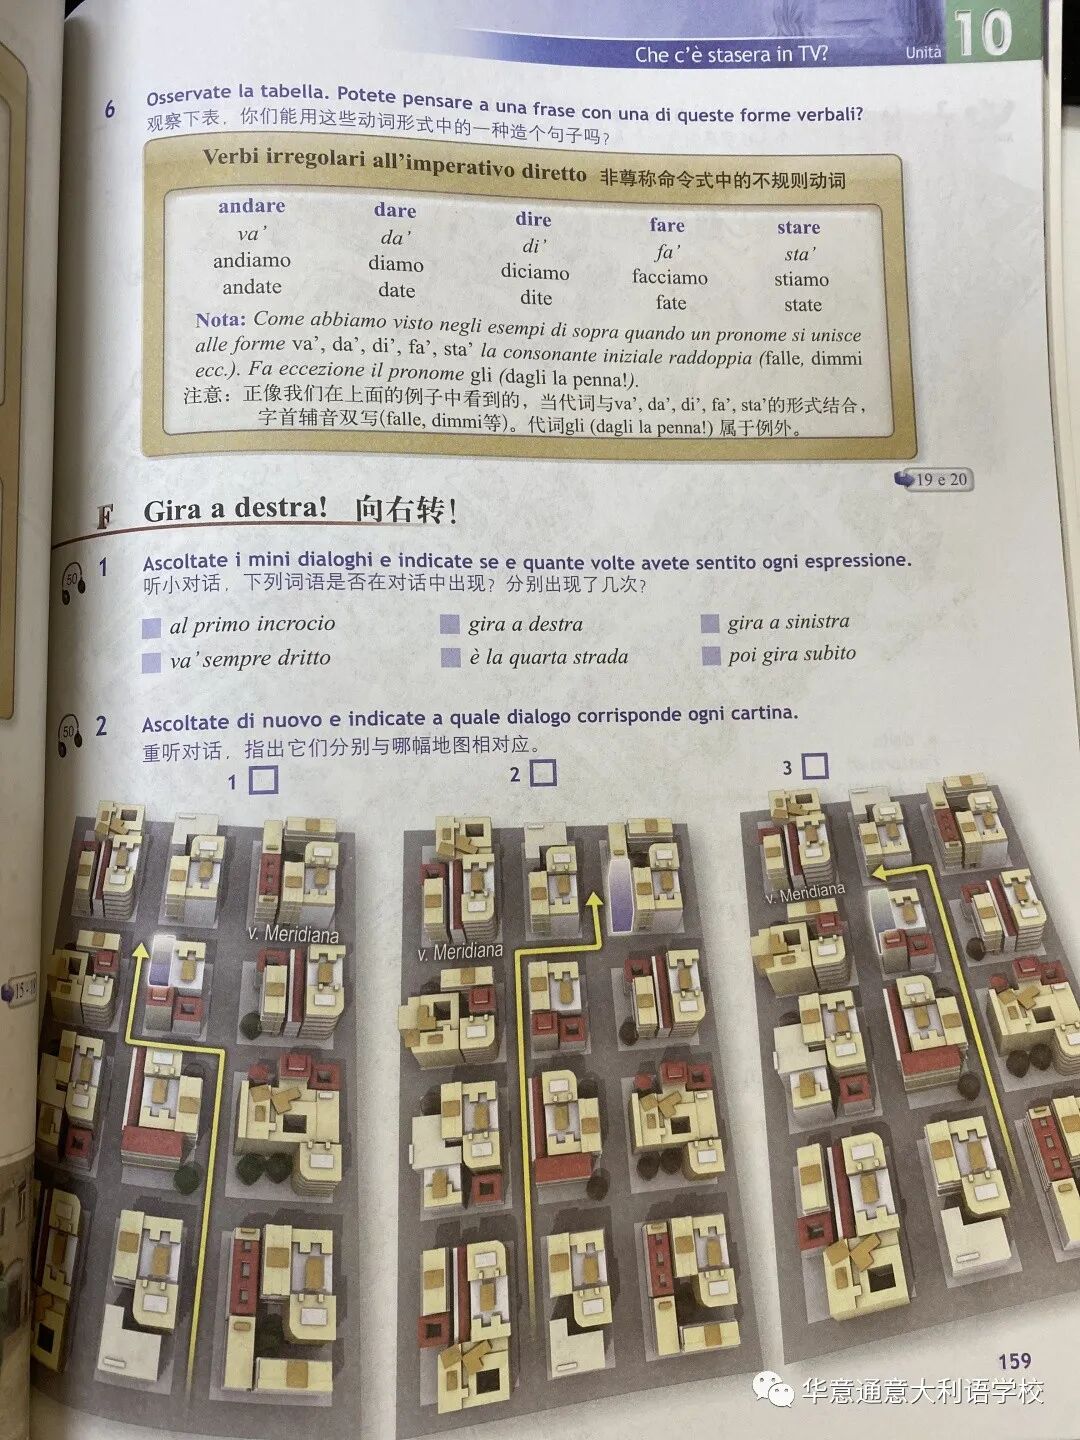 Che c'è stasera in TV?
Unità 10
6 Osservate la tabella. Potete pensare a una frase con una di queste forme verbali?
观察下表，你们能用这些动词形式中的一种造个句子吗？
Verbi irregolari all'imperativo diretto 非尊称命令式中的不规则动词
andare dare dire fare stare
va' da' di' fa' sta'
andiamo diamo diciamo facciamo stiamo
andate date dite fate state
Nota: Come abbiamo visto negli esempi di sopra quando un pronome si unisce
alle forme va', da', di', fa', sta' la consonante iniziale raddoppia (falle, dimmi
ecc.). Fa eccezione il pronome gli (dagli la penna!).
注意：正像我们在上面的例子中看到的，当代词与va', da', di', fa', sta'的形式结合，
字首辅音双写(falle, dimmi等)。代词gli (dagli la penna!) 属于例外。
19 e 20
F Gira a destra! 向右转！
50 1 Ascoltate i mini dialoghi e indicate se e quante volte avete sentito ogni espressione.
听小对话，下列词语是否在对话中出现？分别出现了几次？
al primo incrocio gira a destra gira a sinistra
va' sempre dritto è la quarta strada poi gira subito
50 2 Ascoltate di nuovo e indicate a quale dialogo corrisponde ogni cartina.
重听对话，指出它们分别与哪幅地图相对应。
1 2 3
v. Meridiana
v. Meridiana
v. Meridiana
159
华意通意大利语学校